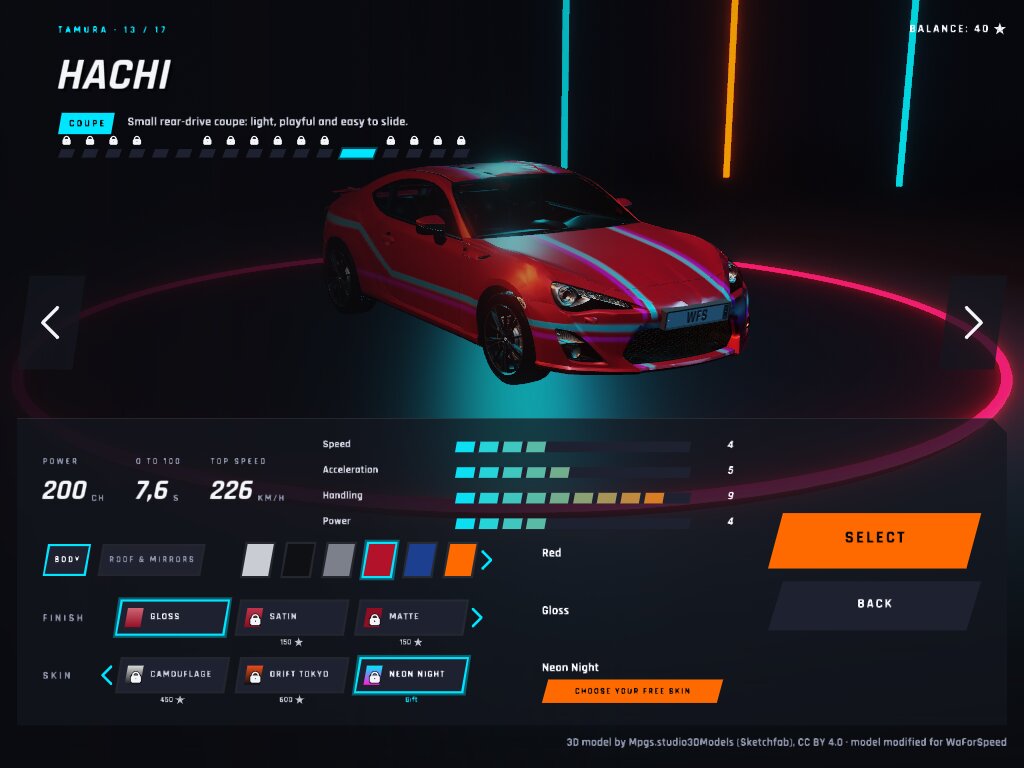 TAMURA · 13 / 17
BALANCE: 40 ★
HACHI
COUPE
Small rear-drive coupe: light, playful and easy to slide.
WFS
POWER
200 CH
0 TO 100
7,6 S
TOP SPEED
226 KM/H
Speed 4
Acceleration 5
Handling 9
Power 4
SELECT
BACK
BODY
ROOF & MIRRORS
Red
FINISH
GLOSS
SATIN
150 ★
MATTE
150 ★
Gloss
SKIN
CAMOUFLAGE
450 ★
DRIFT TOKYO
600 ★
NEON NIGHT
Gift
Neon Night
CHOOSE YOUR FREE SKIN
3D model by Mpgs.studio3DModels (Sketchfab), CC BY 4.0 · model modified for WaForSpeed